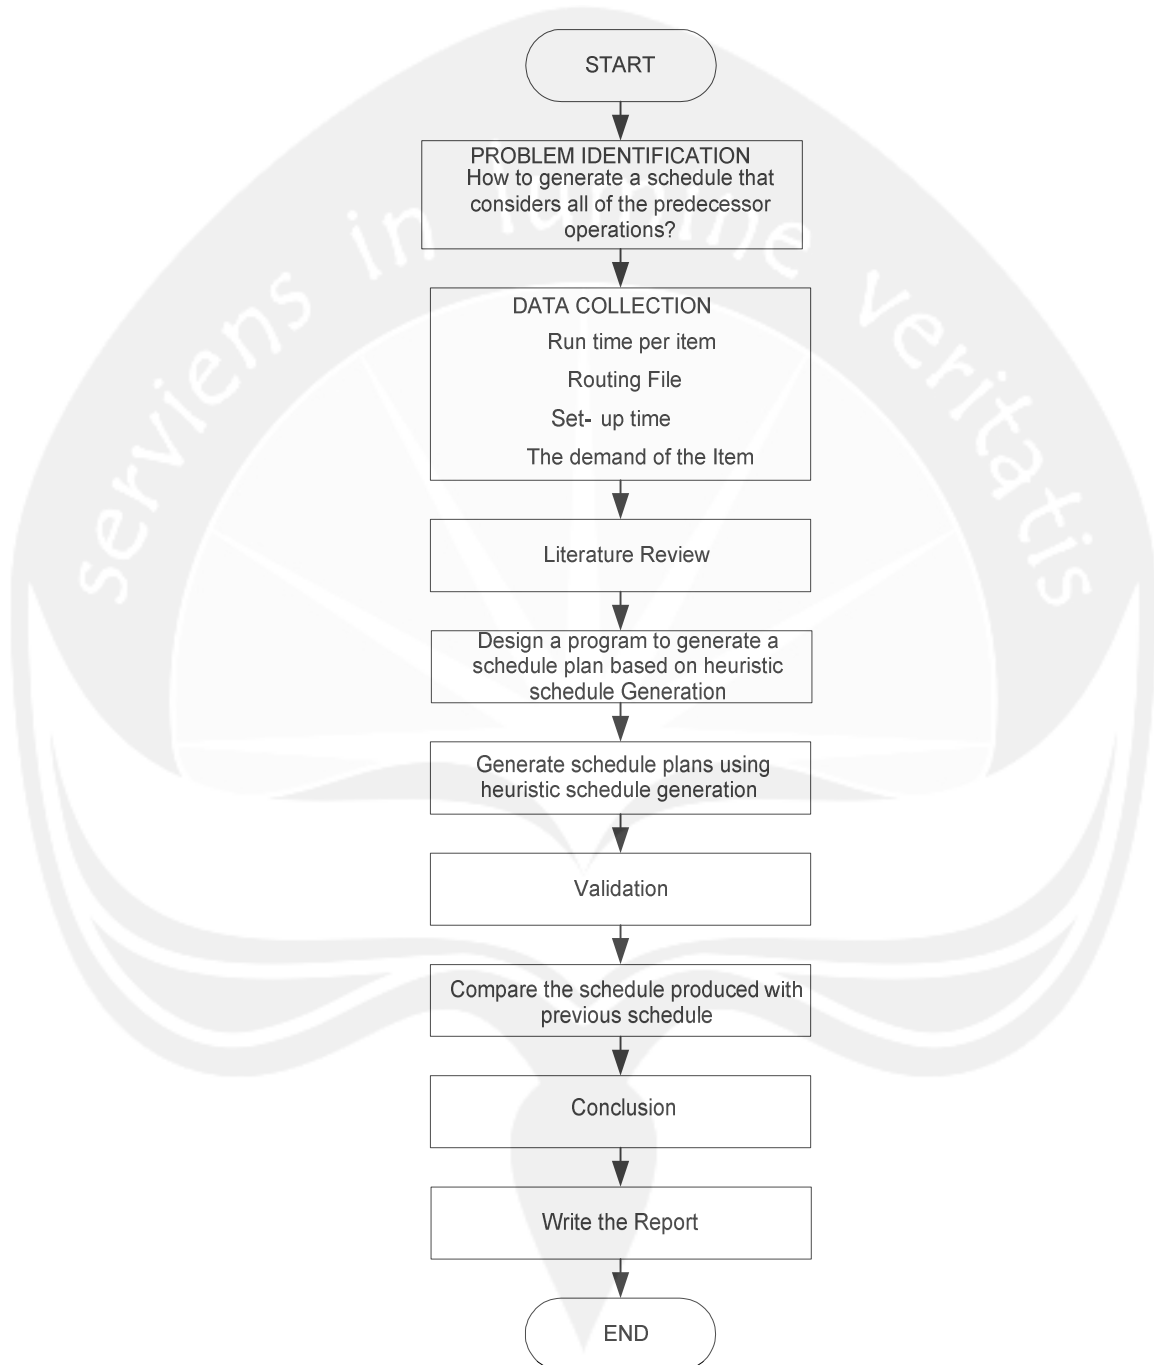 START
PROBLEM IDENTIFICATION
How to generate a schedule that
considers all of the predecessor
operations?
DATA COLLECTION
Run time per item
Routing File
Set- up time
The demand of the Item
Literature Review
Design a program to generate a
schedule plan based on heuristic
schedule Generation
Generate schedule plans using
heuristic schedule generation
Validation
Compare the schedule produced with
previous schedule
Conclusion
Write the Report
END
serviens in lumine veritatis